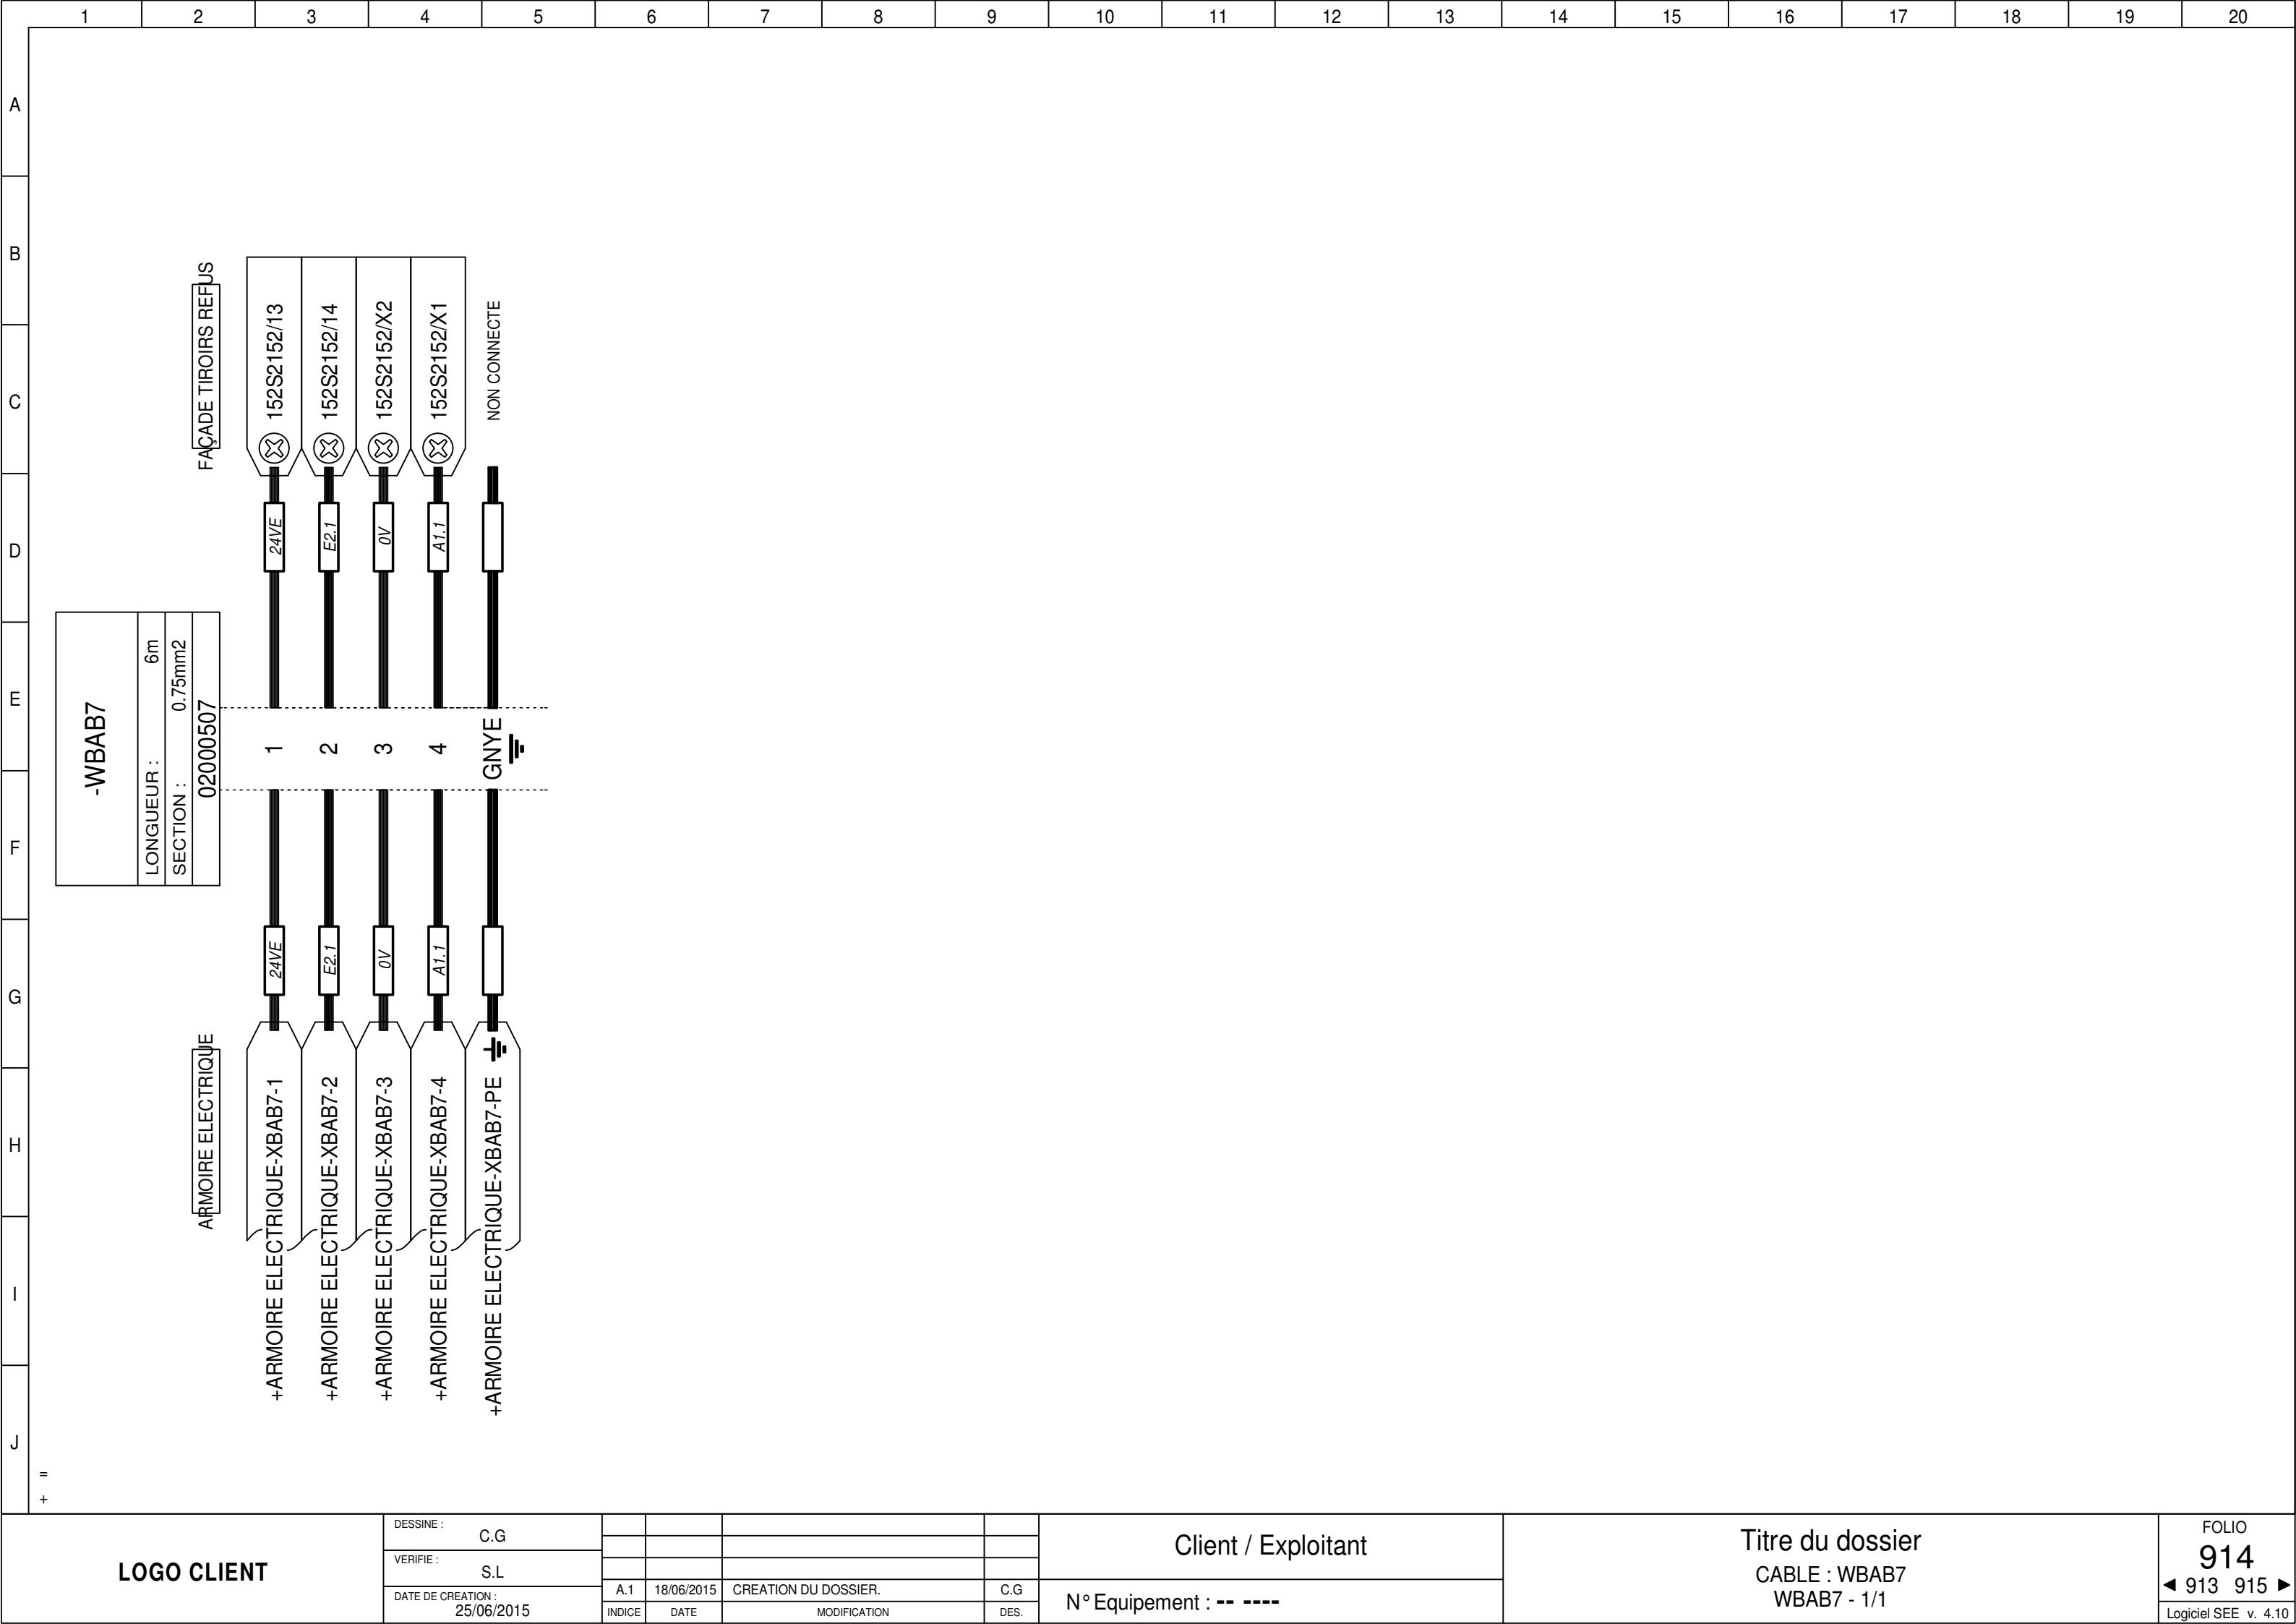 1 2 3 4 5 6 7 8 9 10 11 12 13 14 15 16 17 18 19 20
A
B
C
D
E
F
G
H
I
J
-WBAB7
LONGUEUR : 6m
SECTION : 0.75mm2
02000507
FAÇADE TIROIRS REFUS
152S2152/13
152S2152/14
152S2152/X2
152S2152/X1
NON CONNECTE
24VE
E2.1
0V
A1.1
1
2
3
4
GNYE
24VE
E2.1
0V
A1.1
ARMOIRE ELECTRIQUE
+ARMOIRE ELECTRIQUE-XBAB7-1
+ARMOIRE ELECTRIQUE-XBAB7-2
+ARMOIRE ELECTRIQUE-XBAB7-3
+ARMOIRE ELECTRIQUE-XBAB7-4
+ARMOIRE ELECTRIQUE-XBAB7-PE
=
+
LOGO CLIENT
DESSINE :
C.G
VERIFIE :
S.L
DATE DE CREATION :
25/06/2015
A.1 18/06/2015 CREATION DU DOSSIER. C.G
INDICE DATE MODIFICATION DES.
Client / Exploitant
N° Equipement : -- ----
Titre du dossier
CABLE : WBAB7
WBAB7 - 1/1
FOLIO
914
◄ 913 915 ►
Logiciel SEE v. 4.10